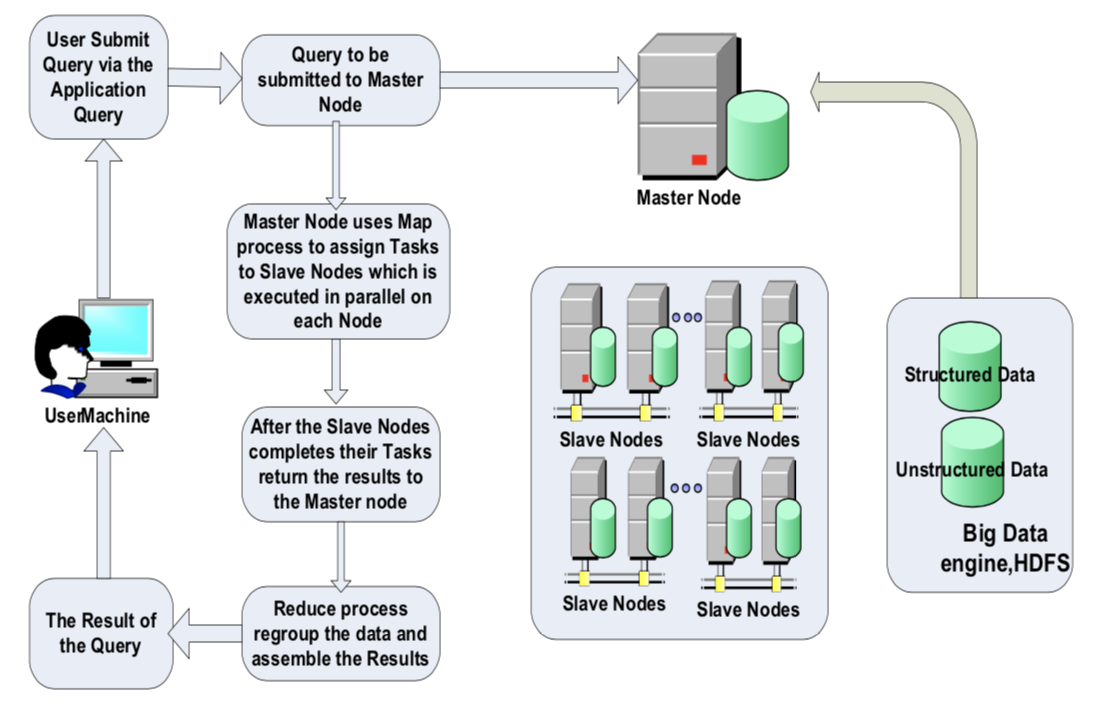 User Submit
Query via the
Application
Query
Query to be
submitted to Master
Node
Master Node
Master Node uses Map
process to assign Tasks
to Slave Nodes which is
executed in parallel on
each Node
UserMachine
After the Slave Nodes
completes their Tasks
return the results to
the Master node
Reduce process
regroup the data and
assemble the Results
The Result of
the Query
Slave Nodes
Slave Nodes
Slave Nodes
Slave Nodes
Structured Data
Unstructured Data
Big Data
engine,HDFS